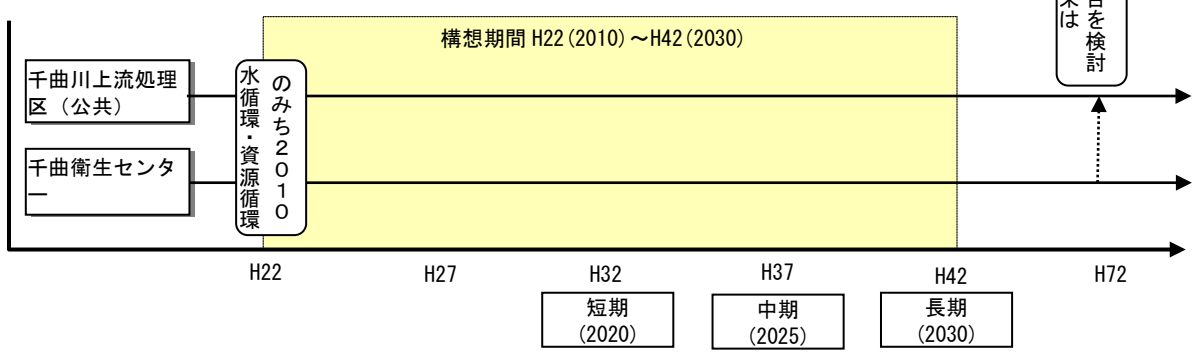 合を検討
来は
構想期間 H22(2010)～H42(2030)
千曲川上流処理
区（公共）
水循環・資源循環
のみち2010
千曲衛生センタ
ー
H22
H27
H32
H37
H42
H72
短期
(2020)
中期
(2025)
長期
(2030)